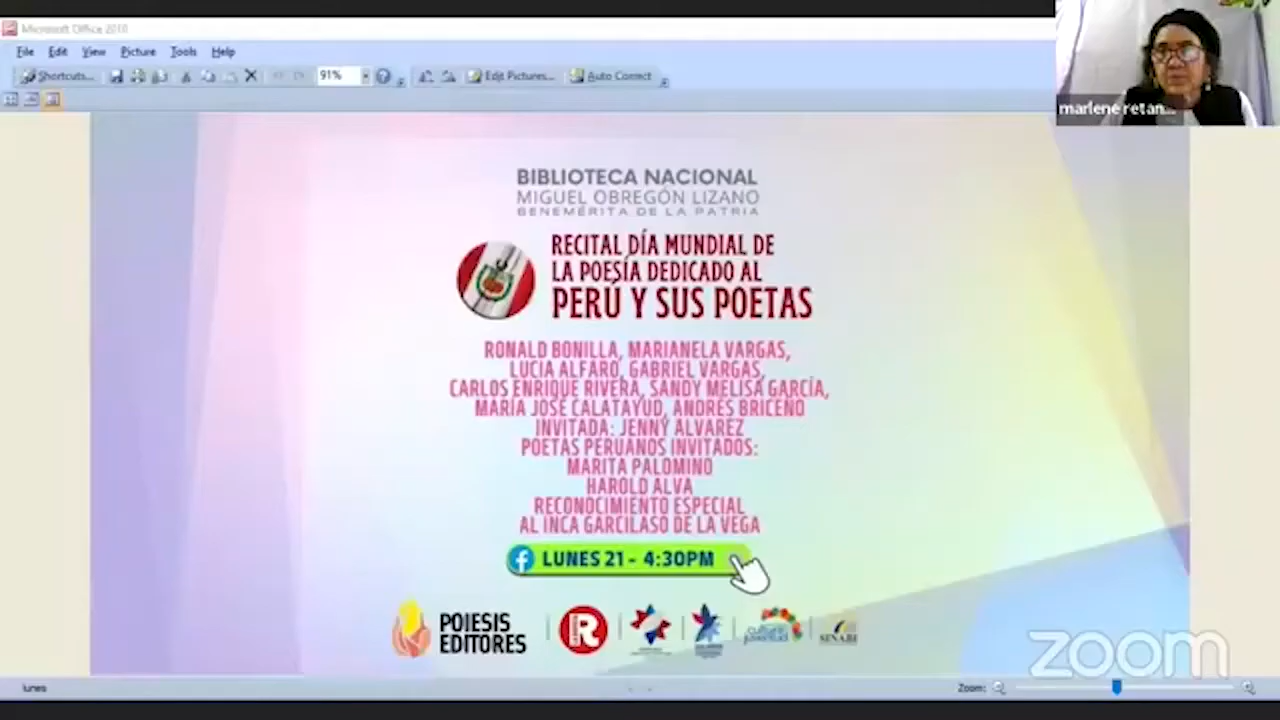 Microsoft Office 2010
File Edit View Picture Tools Help
Shortcuts... 91% Edit Pictures... Auto Correct
marlene retan...
BIBLIOTECA NACIONAL
MIGUEL OBREGÓN LIZANO
BENEMÉRITA DE LA PATRIA
RECITAL DÍA MUNDIAL DE
LA POESÍA DEDICADO AL
PERÚ Y SUS POETAS
RONALD BONILLA, MARIANELA VARGAS,
LUCIA ALFARO, GABRIEL VARGAS,
CARLOS ENRIQUE RIVERA, SANDY MELISA GARCÍA,
MARÍA JOSÉ CALATAYUD, ANDRÉS BRICEÑO
INVITADA: JENNY ALVAREZ
POETAS PERUANOS INVITADOS:
MARITA PALOMINO
HAROLD ALVA
RECONOCIMIENTO ESPECIAL
AL INCA GARCILASO DE LA VEGA
LUNES 21 - 4:30PM
POIESIS
EDITORES
R
cultura
juventud
SINABI
zoom
lunes
Zoom: